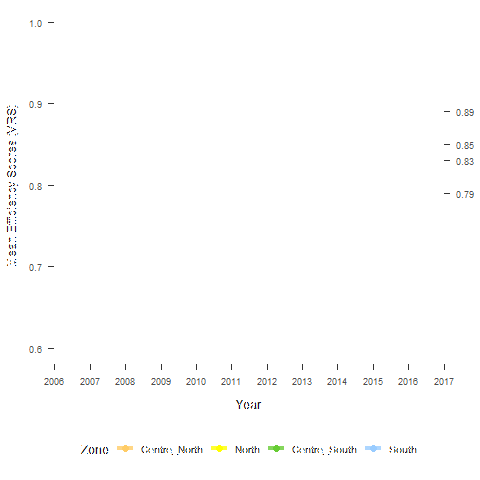 1.0
0.9
0.8
0.7
0.6
Mean Efficiency Scores (VRS)
0.89
0.85
0.83
0.79
2006 2007 2008 2009 2010 2011 2012 2013 2014 2015 2016 2017
Year
Zone Centre_North North Centre_South South